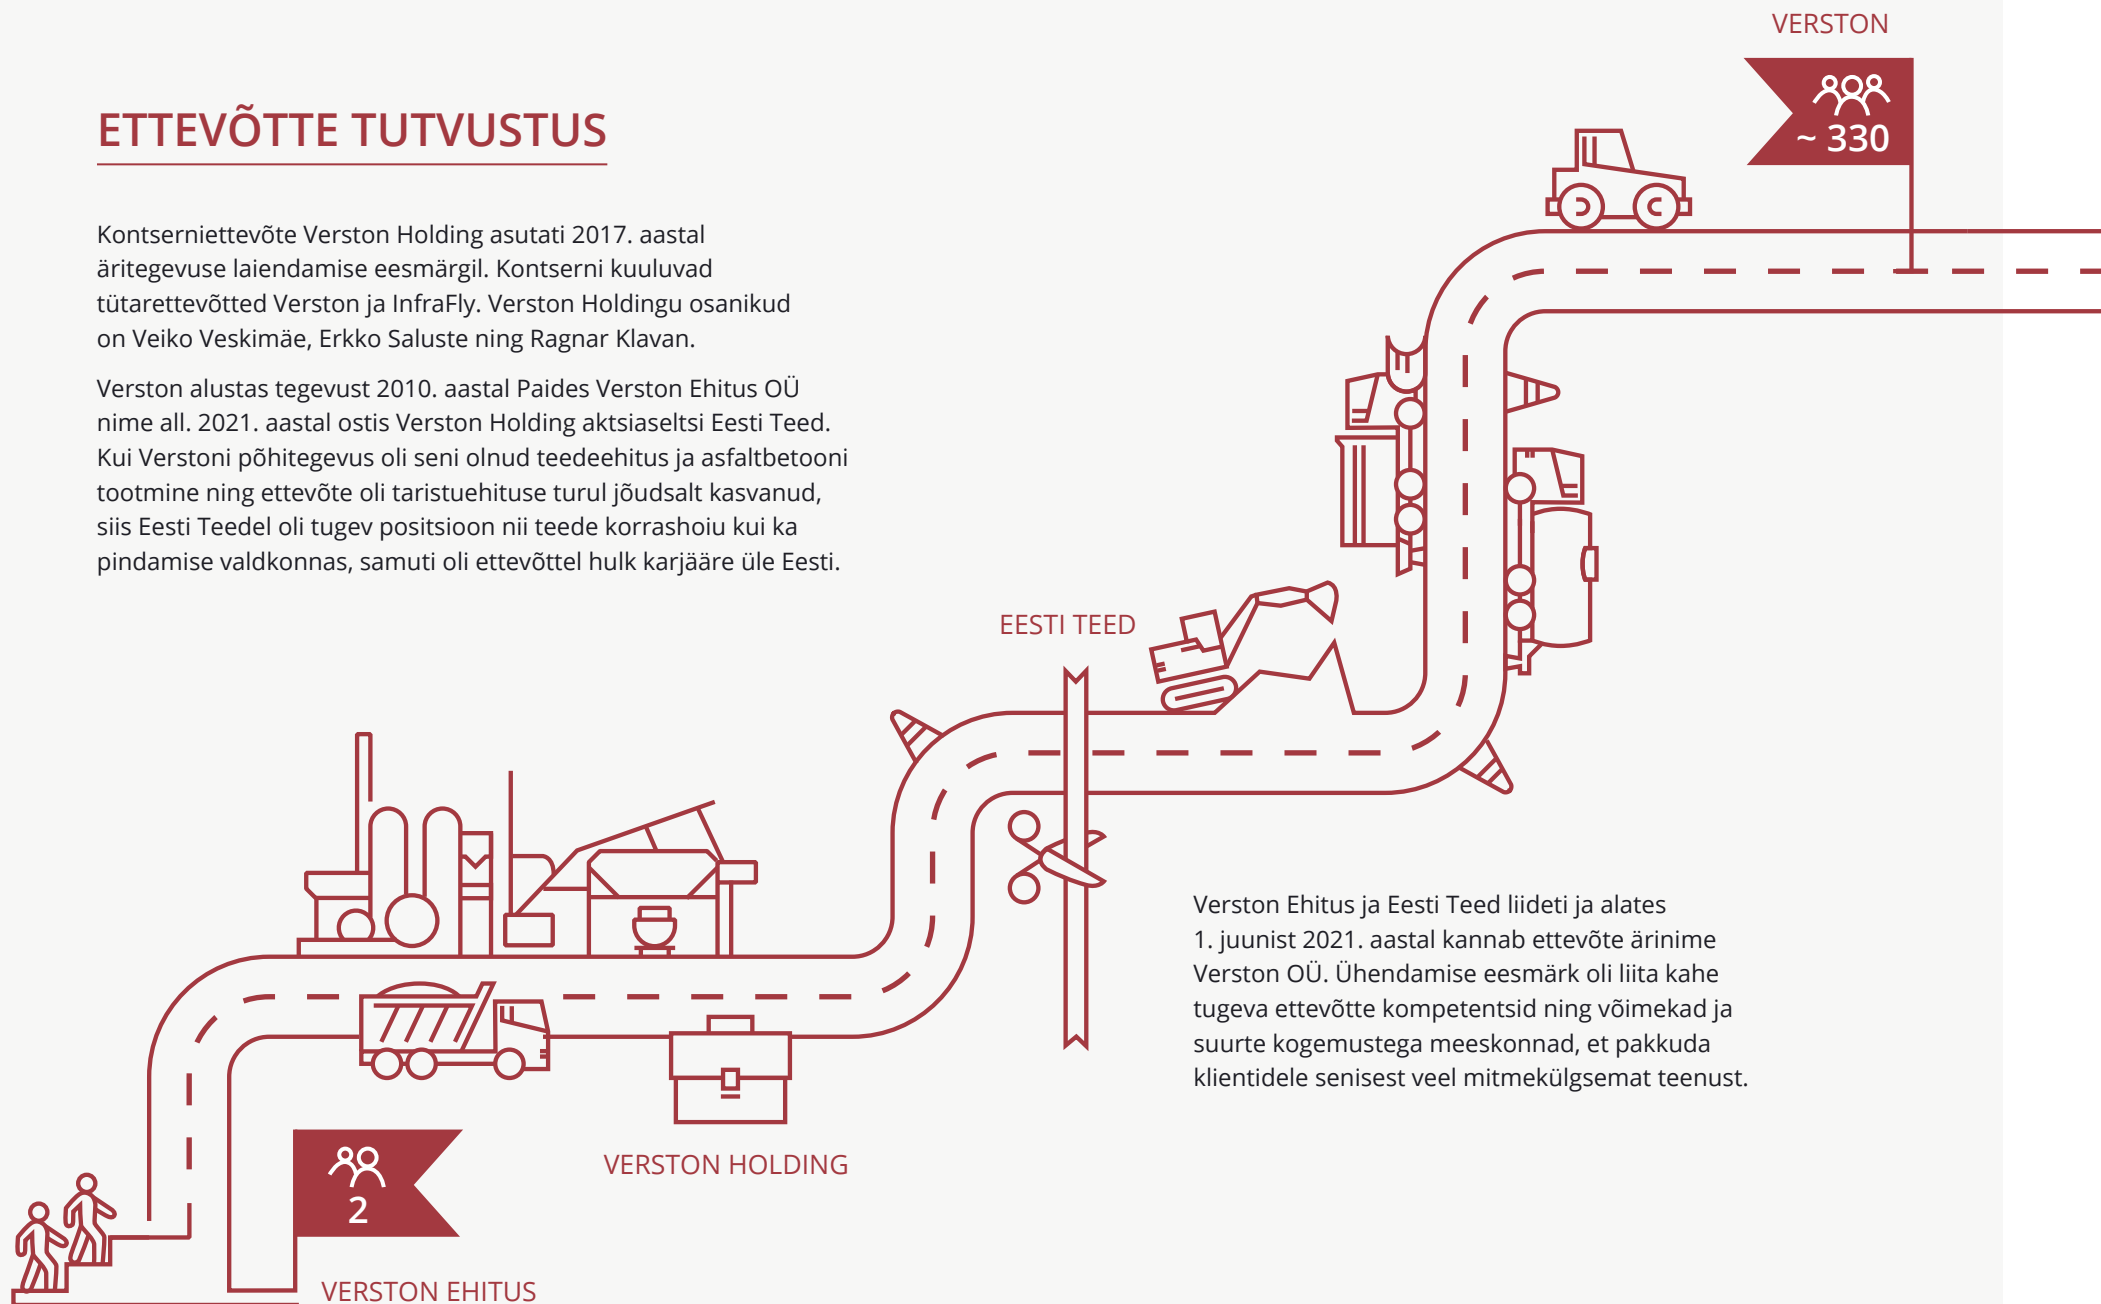 VERSTON
~ 330
ETTEVÕTTE TUTVUSTUS
Kontserniettevõte Verston Holding asutati 2017. aastal
äritegevuse laiendamise eesmärgil. Kontserni kuuluvad
tütarettevõtted Verston ja InfraFly. Verston Holdingu osanikud
on Veiko Veskimäe, Erkko Saluste ning Ragnar Klavan.
Verston alustas tegevust 2010. aastal Paides Verston Ehitus OÜ
nime all. 2021. aastal ostis Verston Holding aktsiaseltsi Eesti Teed.
Kui Verstoni põhitegevus oli seni olnud teedeehitus ja asfaltbetooni
tootmine ning ettevõte oli taristuehituse turul jõudsalt kasvanud,
siis Eesti Teedel oli tugev positsioon nii teede korrashoiu kui ka
pindamise valdkonnas, samuti oli ettevõttel hulk karjääre üle Eesti.
EESTI TEED
Verston Ehitus ja Eesti Teed liideti ja alates
1. juunist 2021. aastal kannab ettevõte ärinime
Verston OÜ. Ühendamise eesmärk oli liita kahe
tugeva ettevõtte kompetentsid ning võimekad ja
suurte kogemustega meeskonnad, et pakkuda
klientidele senisest veel mitmekülgsemat teenust.
VERSTON HOLDING
2
VERSTON EHITUS